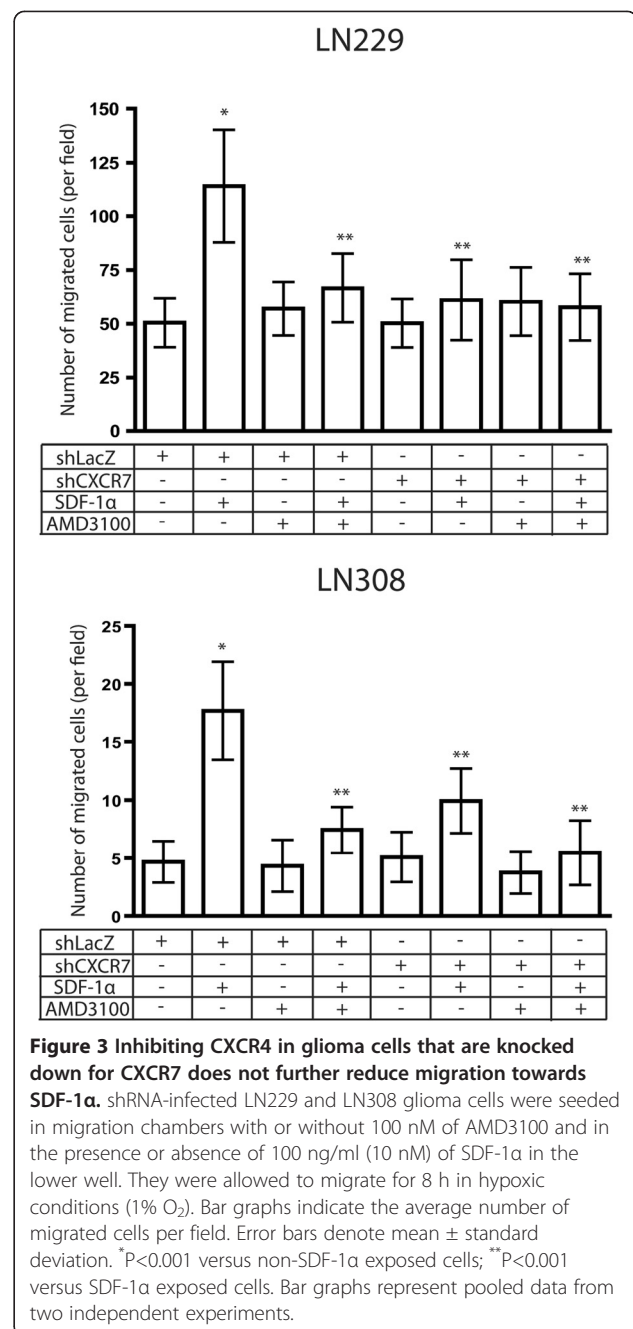 LN229
Number of migrated cells (per field)
150
125
100
75
50
25
0
*
**
**
**
shLacZ + + + + - - - -
shCXCR7 - - - - + + + +
SDF-1α - + - + - + - +
AMD3100 - - + + - - + +
LN308
Number of migrated cells (per field)
25
20
15
10
5
0
*
**
**
**
shLacZ + + + + - - - -
shCXCR7 - - - - + + + +
SDF-1α - + - + - + - +
AMD3100 - - + + - - + +
Figure 3 Inhibiting CXCR4 in glioma cells that are knocked
down for CXCR7 does not further reduce migration towards
SDF-1α. shRNA-infected LN229 and LN308 glioma cells were seeded
in migration chambers with or without 100 nM of AMD3100 and in
the presence or absence of 100 ng/ml (10 nM) of SDF-1α in the
lower well. They were allowed to migrate for 8 h in hypoxic
conditions (1% O₂). Bar graphs indicate the average number of
migrated cells per field. Error bars denote mean ± standard
deviation. *P<0.001 versus non-SDF-1α exposed cells; **P<0.001
versus SDF-1α exposed cells. Bar graphs represent pooled data from
two independent experiments.